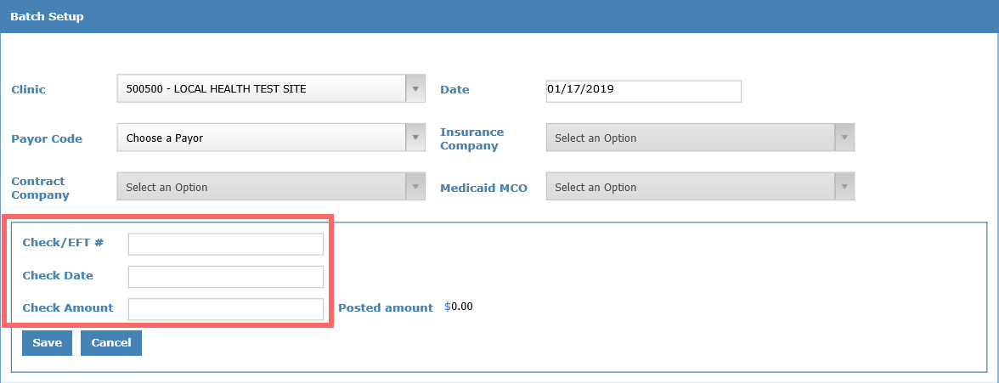 Batch Setup
Clinic 500500 - LOCAL HEALTH TEST SITE Date 01/17/2019
Payor Code Choose a Payor Insurance Company Select an Option
Contract Company Select an Option Medicaid MCO Select an Option
Check/EFT #
Check Date
Check Amount Posted amount $0.00
Save Cancel